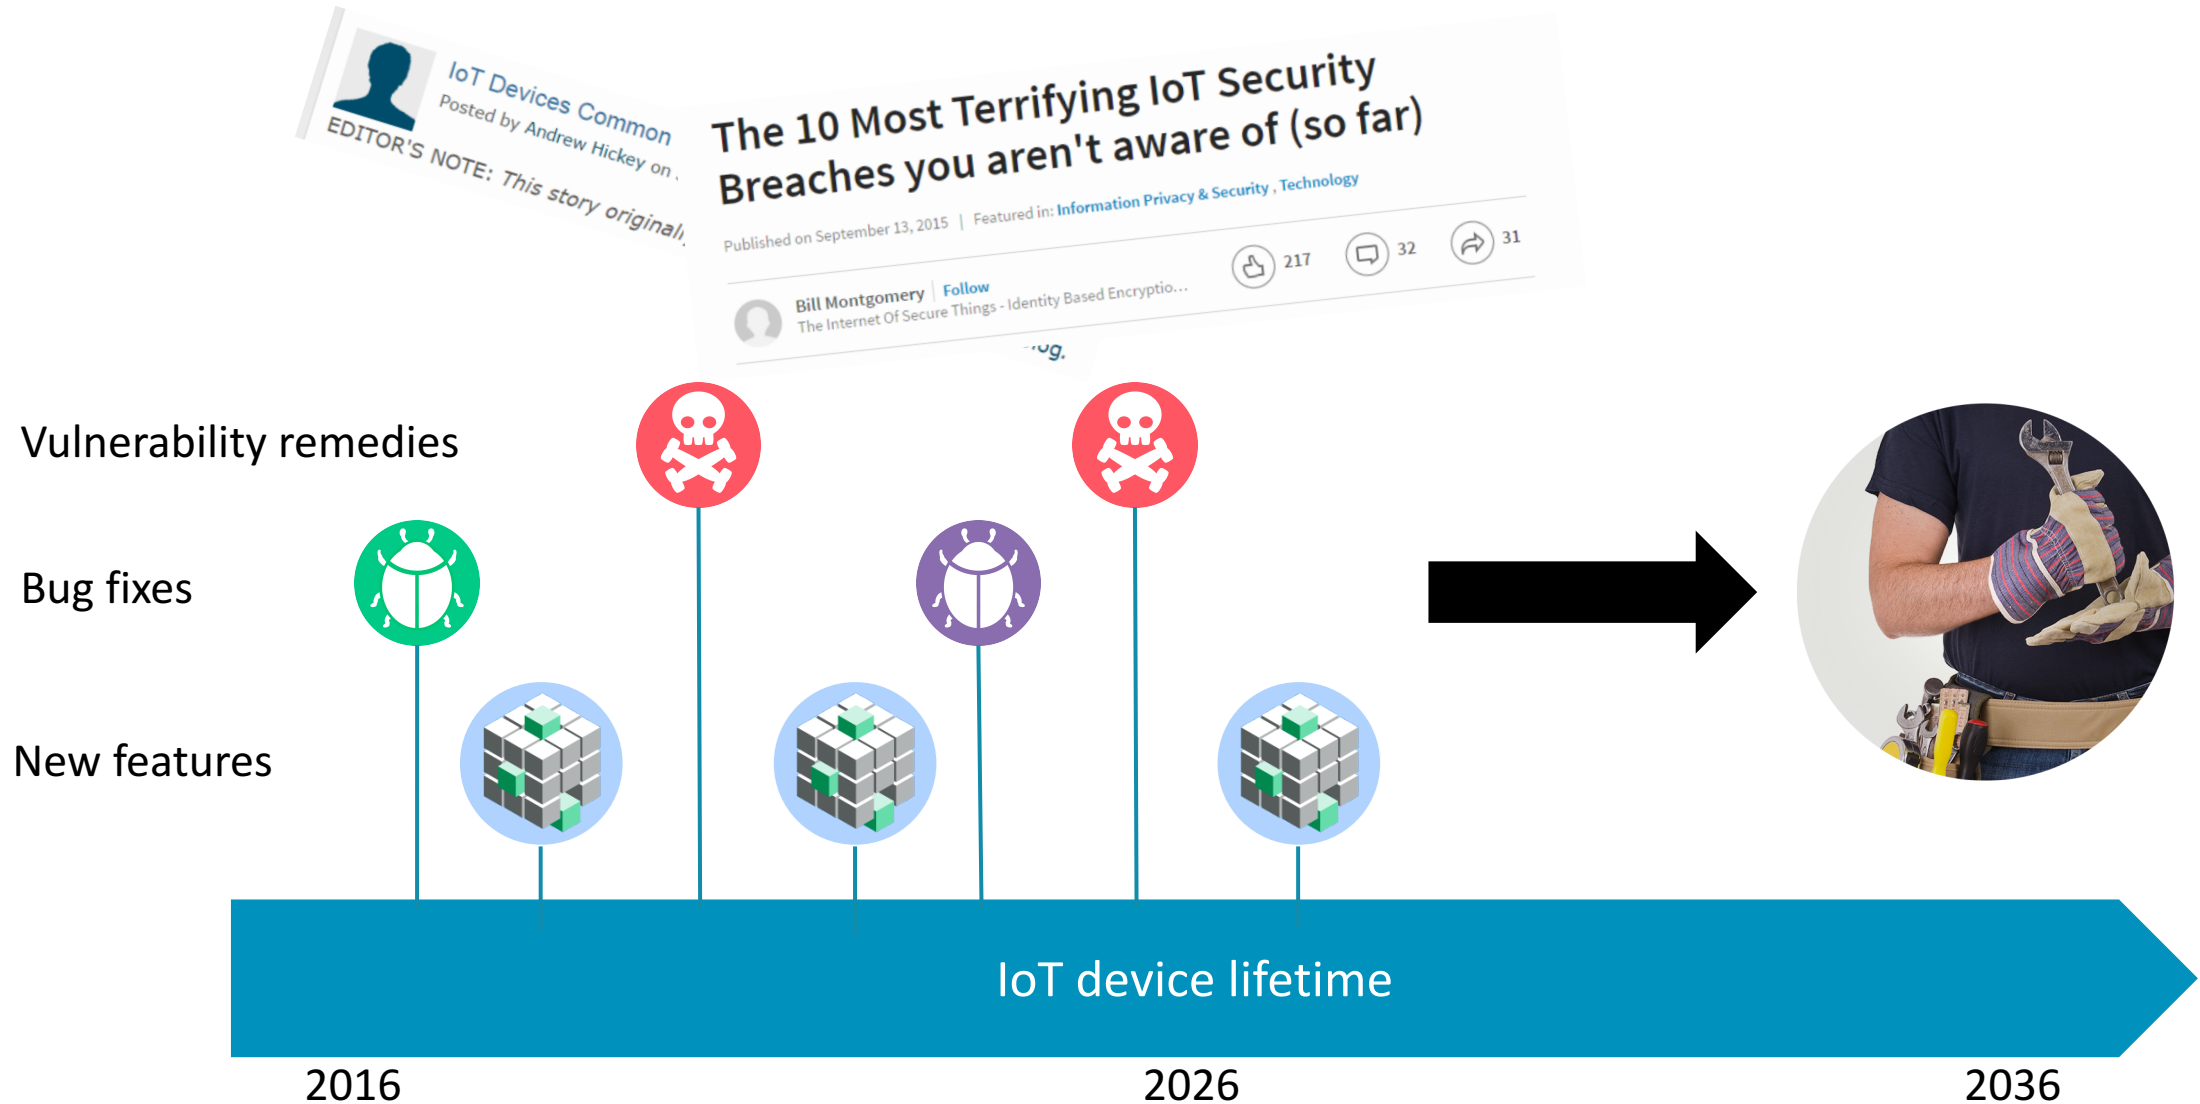 IoT Devices Common
Posted by Andrew Hickey on
EDITOR'S NOTE: This story
The 10 Most Terrifying IoT Security
Breaches you aren't aware of (so far)
Published on September 13, 2015 | Featured in: Information Privacy & Security , Technology
Bill Montgomery | Follow
The Internet Of Secure Things - Identity Based Encryptio...
217
32
31
Vulnerability remedies
Bug fixes
New features
IoT device lifetime
2016
2026
2036